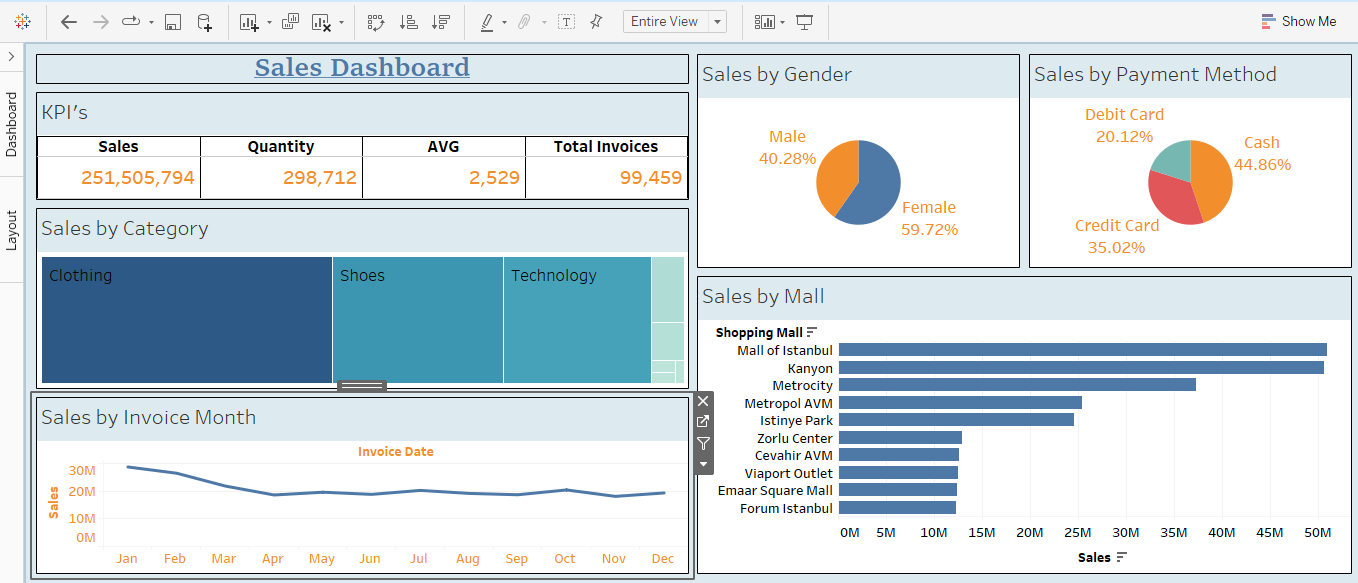 Entire View
Show Me
Dashboard
Layout
Sales Dashboard
KPI's
Sales Quantity AVG Total Invoices
251,505,794 298,712 2,529 99,459
Sales by Category
Clothing Shoes Technology
Sales by Invoice Month
Invoice Date
Sales
30M
20M
10M
0M
Jan Feb Mar Apr May Jun Jul Aug Sep Oct Nov Dec
Sales by Gender
Male
40.28%
Female
59.72%
Sales by Payment Method
Debit Card
20.12%
Cash
44.86%
Credit Card
35.02%
Sales by Mall
Shopping Mall
Mall of Istanbul
Kanyon
Metrocity
Metropol AVM
Istinye Park
Zorlu Center
Cevahir AVM
Viaport Outlet
Emaar Square Mall
Forum Istanbul
0M 5M 10M 15M 20M 25M 30M 35M 40M 45M 50M
Sales